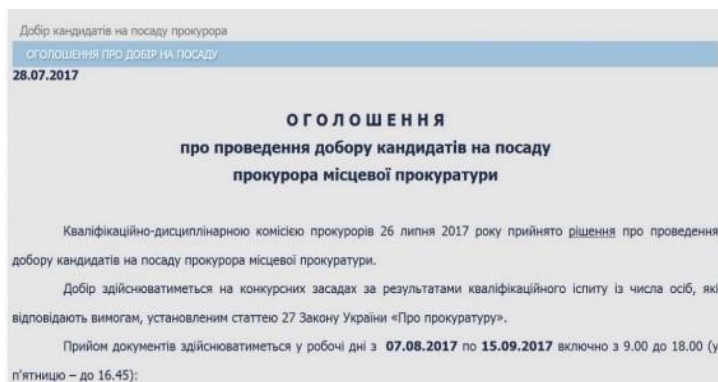 Добір кандидатів на посаду прокурора
ОГОЛОШЕННЯ ПРО ДОБІР НА ПОСАДУ
28.07.2017
О Г О Л О Ш Е Н Н Я
про проведення добору кандидатів на посаду
прокурора місцевої прокуратури
Кваліфікаційно-дисциплінарною комісією прокурорів 26 липня 2017 року прийнято рішення про проведення
добору кандидатів на посаду прокурора місцевої прокуратури.
Добір здійснюватиметься на конкурсних засадах за результатами кваліфікаційного іспиту із числа осіб, які
відповідають вимогам, установленим статтею 27 Закону України «Про прокуратуру».
Прийом документів здійснюватиметься у робочі дні з 07.08.2017 по 15.09.2017 включно з 9.00 до 18.00 (у
п'ятницю – до 16.45):